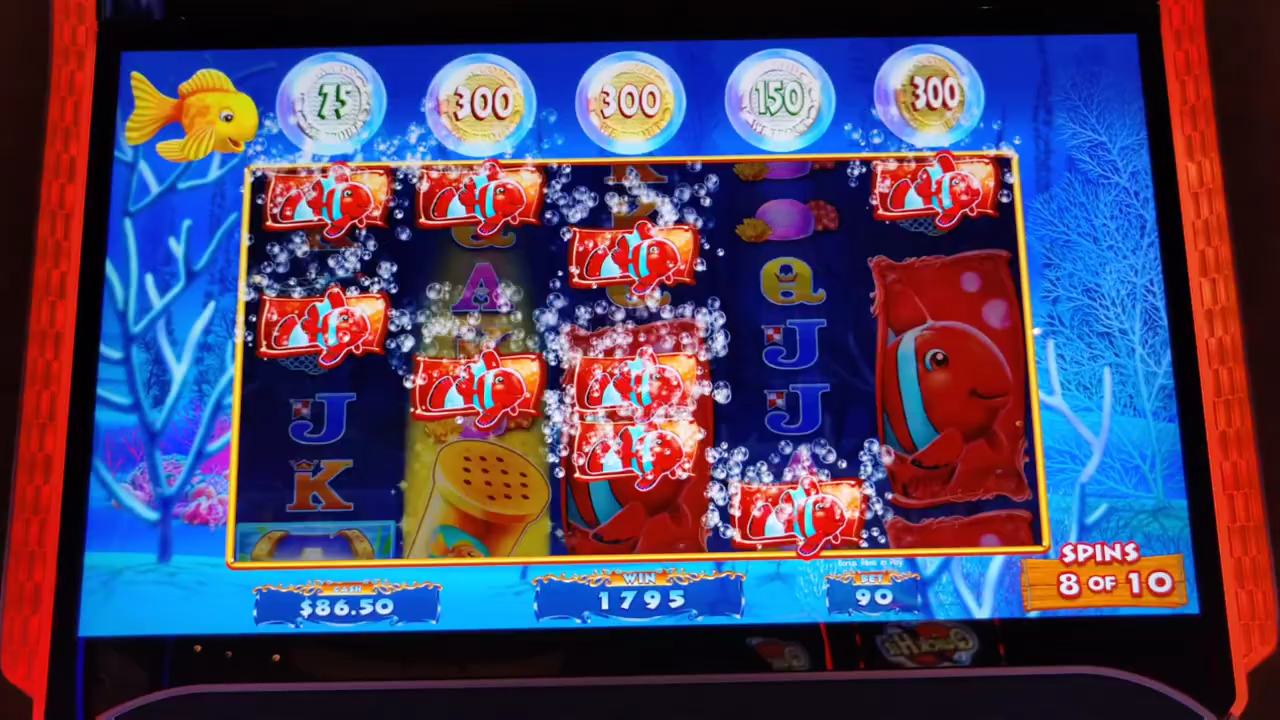 75
300
300
150
300
K
A
Q
J
J
J
K
SPINS
8 OF 10
CASH
$86.50
WIN
1795
BET
90